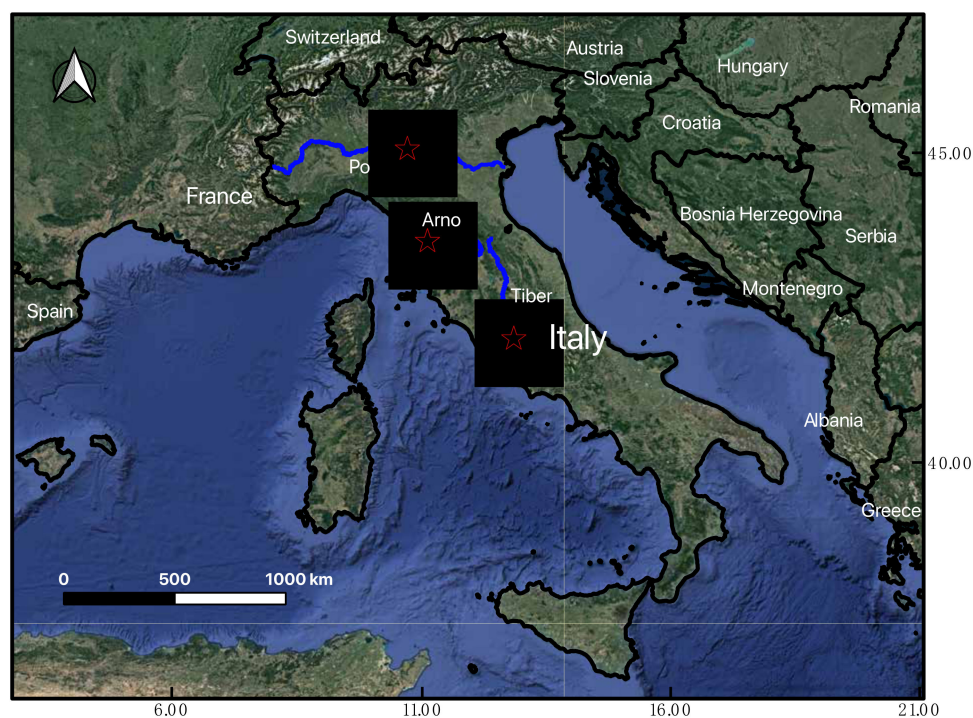 Switzerland
Austria
Slovenia
Hungary
Romania
Croatia
45.00
Po
France
Bosnia Herzegovina
Arno
Serbia
Montenegro
Tiber
Spain
Italy
Albania
40.00
Greece
0 500 1000 km
6.00 11.00 16.00 21.00